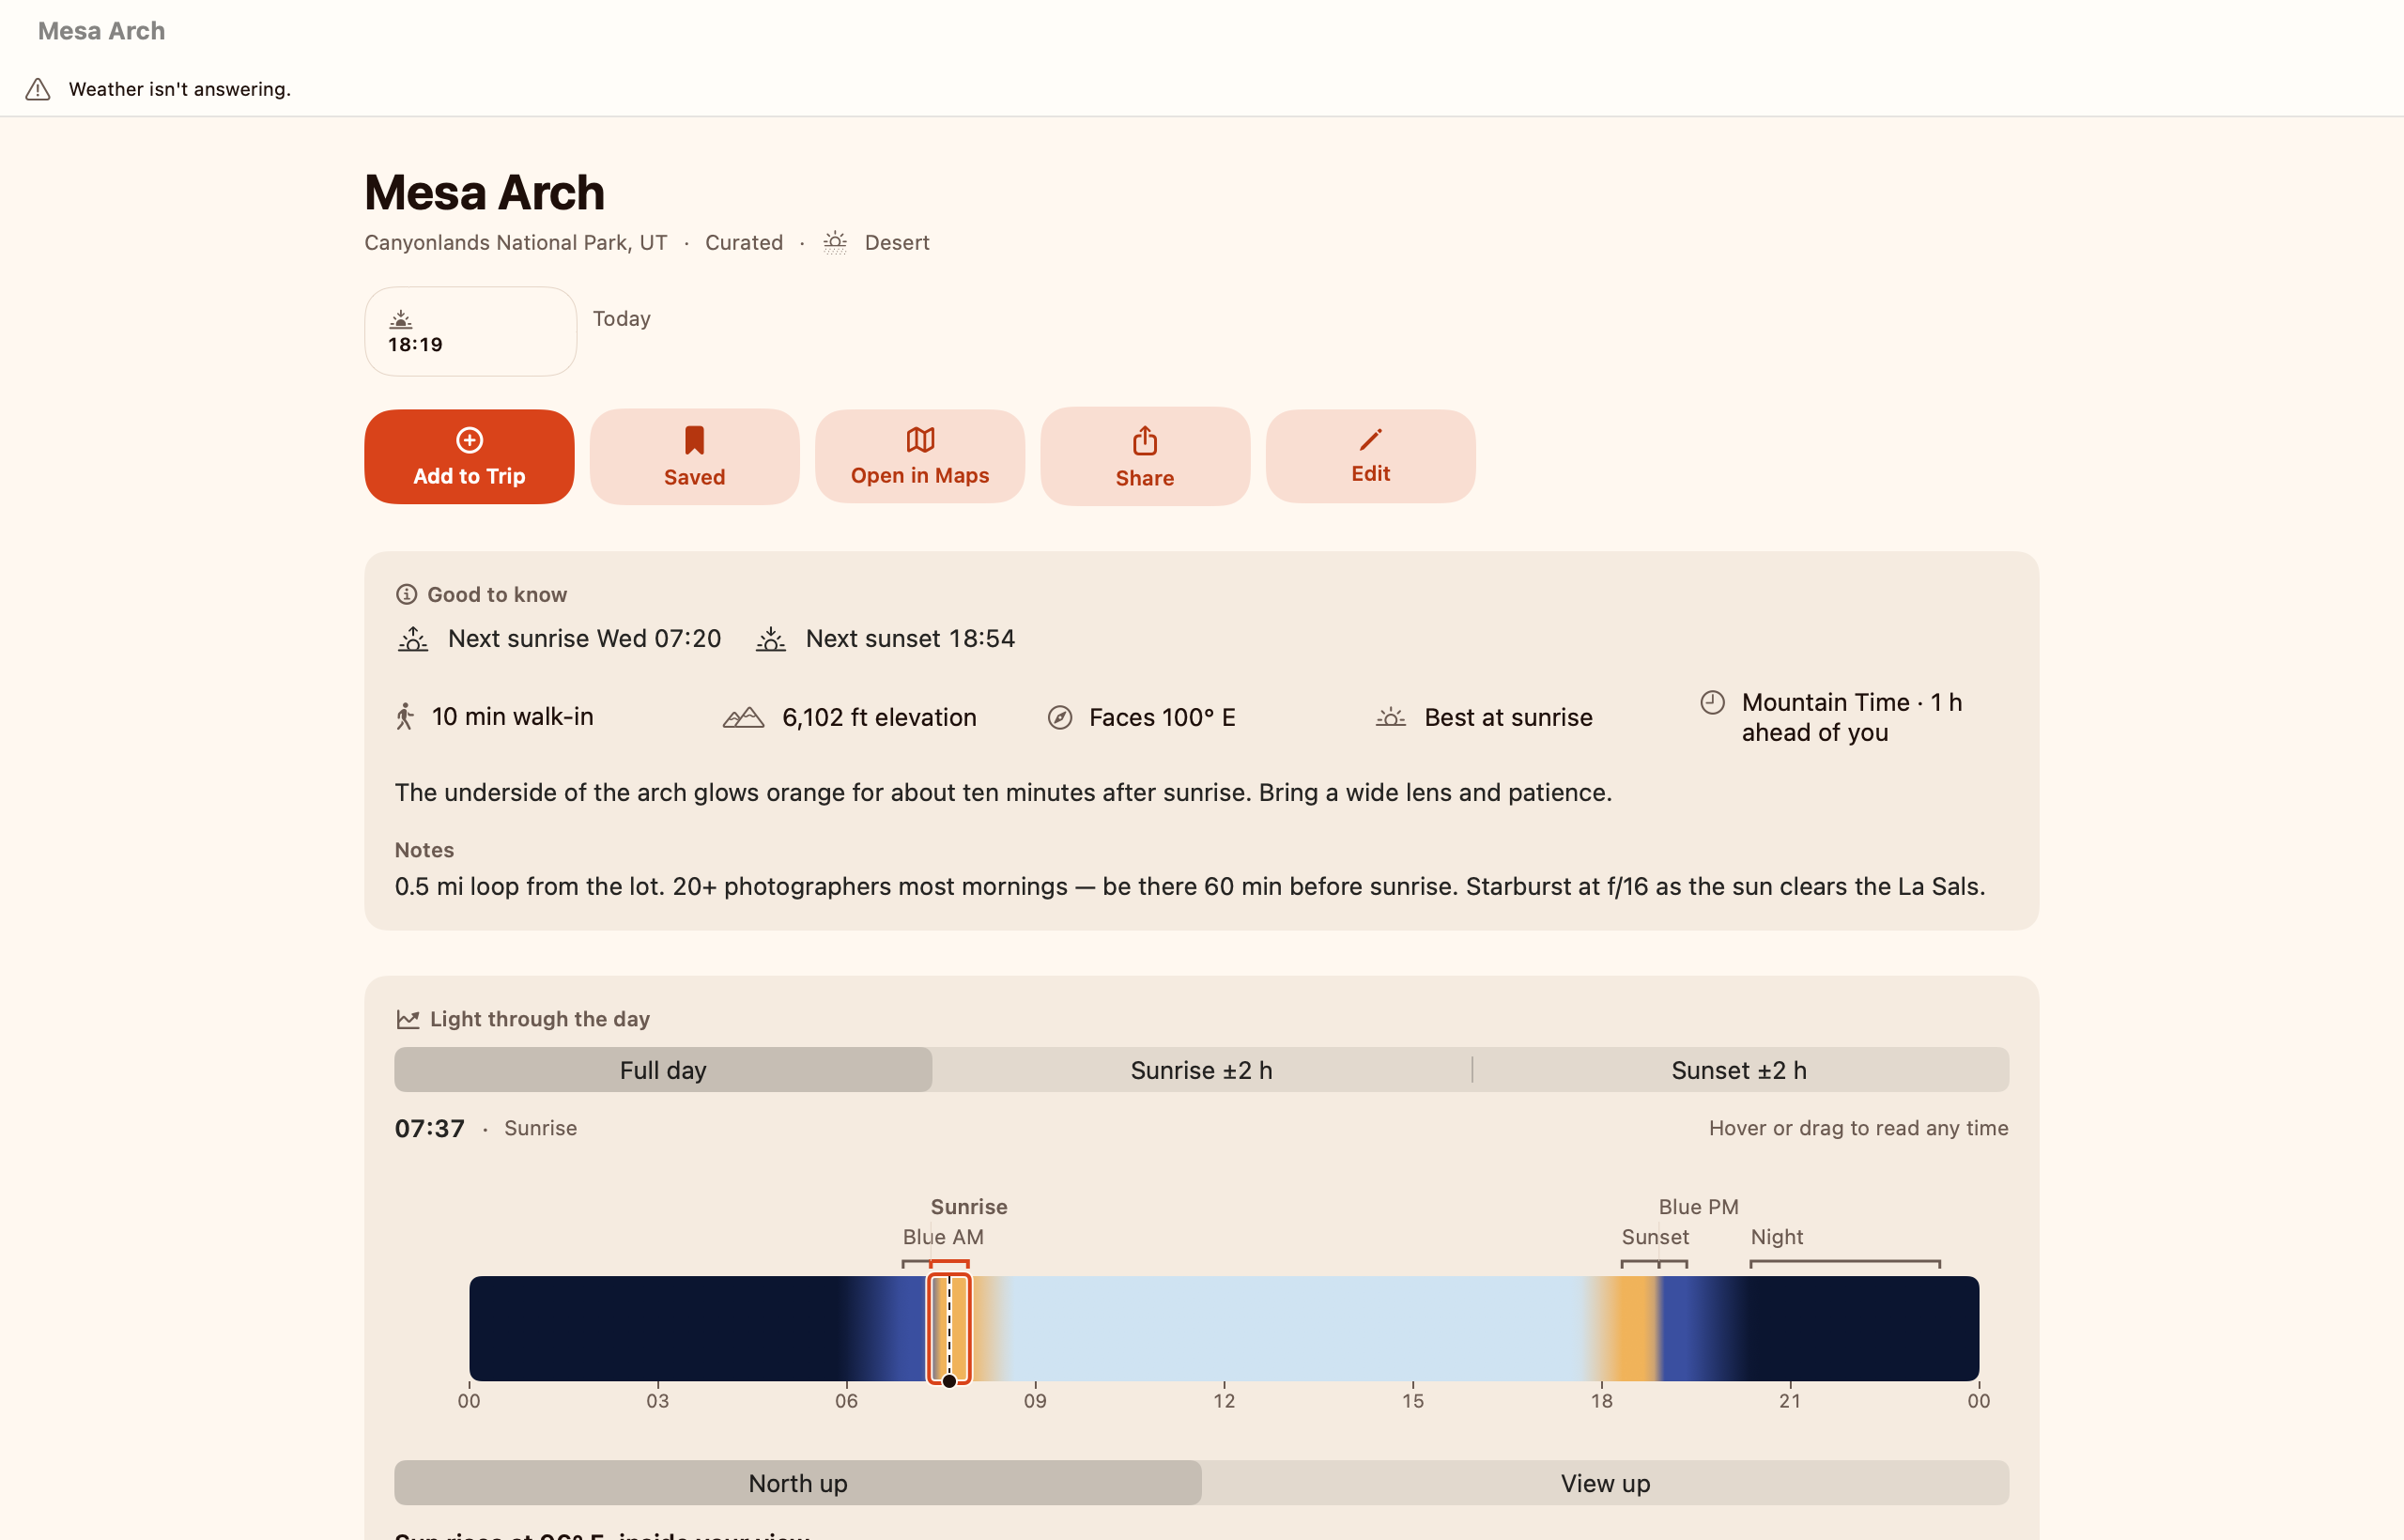 Mesa Arch
Weather isn't answering.
Mesa Arch
Canyonlands National Park, UT · Curated · Desert
18:19
Today
Add to Trip
Saved
Open in Maps
Share
Edit
Good to know
Next sunrise Wed 07:20
Next sunset 18:54
10 min walk-in
6,102 ft elevation
Faces 100° E
Best at sunrise
Mountain Time · 1 h
ahead of you
The underside of the arch glows orange for about ten minutes after sunrise. Bring a wide lens and patience.
Notes
0.5 mi loop from the lot. 20+ photographers most mornings — be there 60 min before sunrise. Starburst at f/16 as the sun clears the La Sals.
Light through the day
Full day
Sunrise ±2 h
Sunset ±2 h
07:37 · Sunrise
Hover or drag to read any time
Sunrise
Blue PM
Blue AM
Sunset
Night
00 03 06 09 12 15 18 21 00
North up
View up
Sun rises at 96° E, inside your view